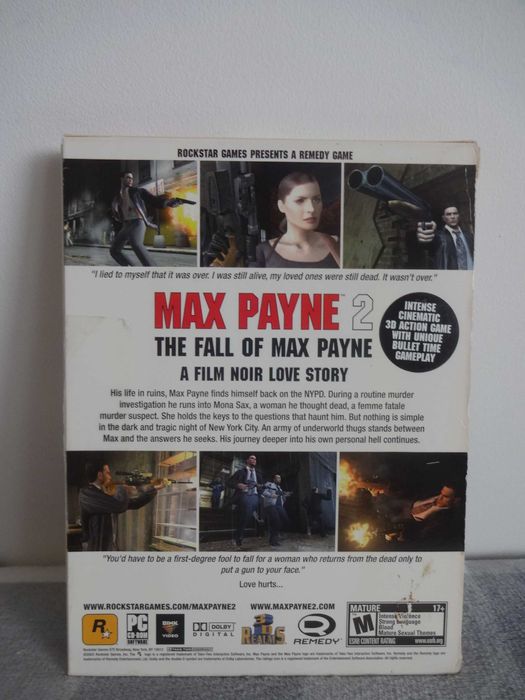 ROCKSTAR GAMES PRESENTS A REMEDY GAME
"I lied to myself that it was over. I was still alive, my loved ones were still dead. It wasn't over."
MAX PAYNE 2
THE FALL OF MAX PAYNE
A FILM NOIR LOVE STORY
INTENSE
CINEMATIC
3D ACTION GAME
WITH UNIQUE
BULLET TIME
GAMEPLAY
His life in ruins, Max Payne finds himself back on the NYPD. During a routine murder
investigation he runs into Mona Sax, a woman he thought dead, a femme fatale
murder suspect. She holds the keys to the questions that haunt him. But nothing is simple
in the dark and tragic night of New York City. An army of underworld thugs stands between
Max and the answers he seeks. His journey deeper into his own personal hell continues.
"You'd have to be a first-degree fool to fall for a woman who returns from the dead only to
put a gun to your face."
Love hurts...
WWW.ROCKSTARGAMES.COM/MAXPAYNE2
WWW.MAXPAYNE2.COM
R
PC
CD-ROM
SOFTWARE
BINK
VIDEO
DOLBY
DIGITAL
3D
REALMS
REMEDY
MATURE 17+
M
Intense Violence
Strong Language
Blood
Mature Sexual Themes
ESRB CONTENT RATING www.esrb.org